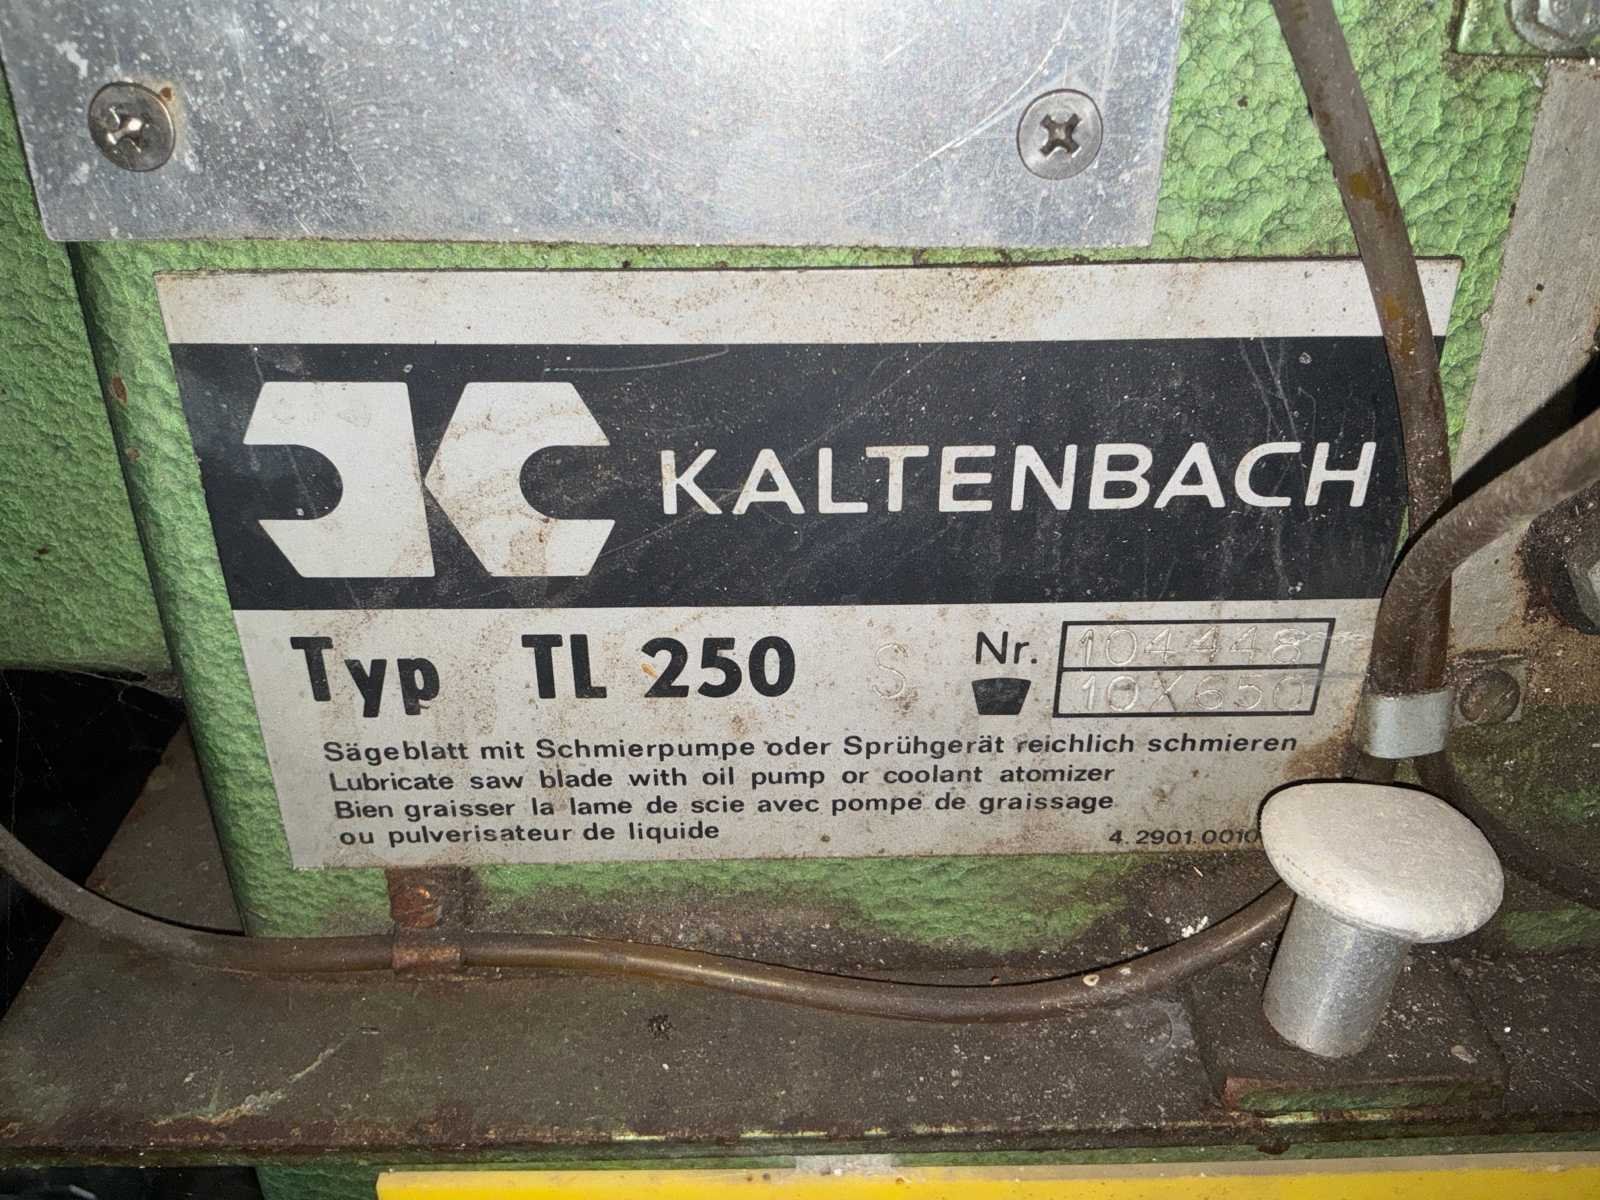 KALTENBACH
Typ TL 250 S Nr. 104448
10X650
Sägeblatt mit Schmierpumpe oder Sprühgerät reichlich schmieren
Lubricate saw blade with oil pump or coolant atomizer
Bien graisser la lame de scie avec pompe de graissage
ou pulverisateur de liquide
4.2901.0010